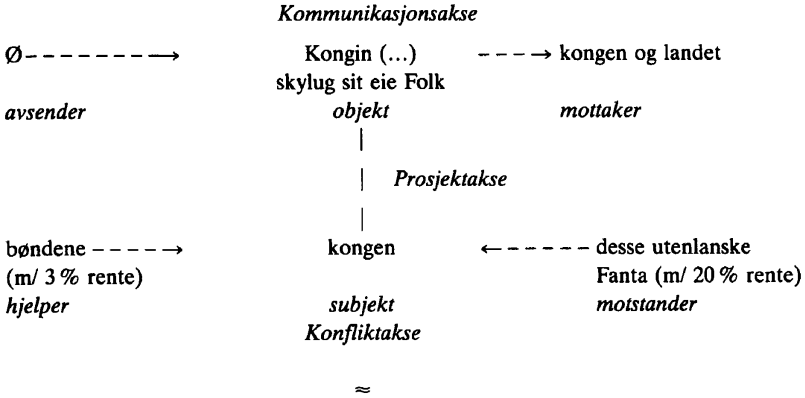 Kommunikasjonsakse
Ø---------→ Kongin (...) ----→ kongen og landet
skylug sit eie Folk
avsender objekt mottaker
Prosjektakse
bøndene -----→ kongen ←------ desse utenlanske
(m/ 3 % rente) Fanta (m/ 20 % rente)
hjelper subjekt motstander
Konfliktakse
≈